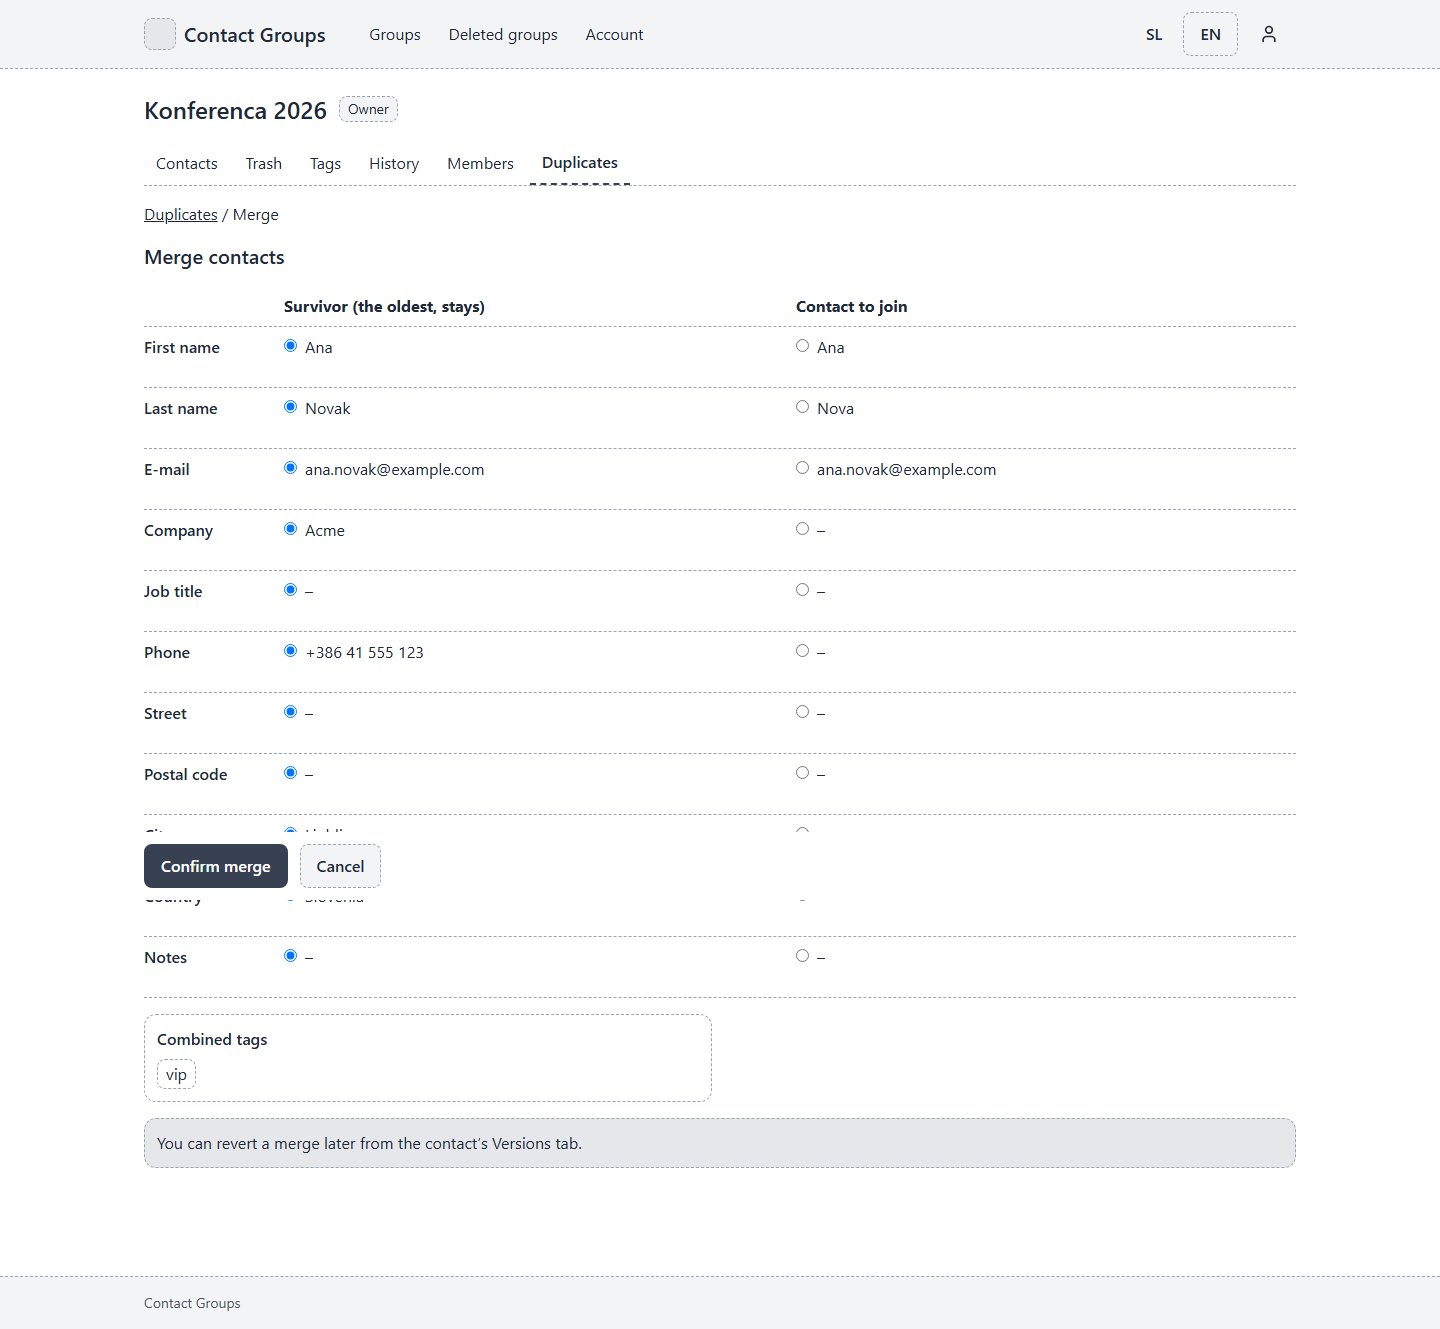 Contact Groups Groups Deleted groups Account SL EN
Konferenca 2026 Owner
Contacts Trash Tags History Members Duplicates
Duplicates / Merge
Merge contacts
Survivor (the oldest, stays) Contact to join
First name Ana Ana
Last name Novak Nova
E-mail ana.novak@example.com ana.novak@example.com
Company Acme –
Job title – –
Phone +386 41 555 123 –
Street – –
Postal code – –
Confirm merge Cancel
Country Slovenia
Notes – –
Combined tags
vip
You can revert a merge later from the contact’s Versions tab.
Contact Groups